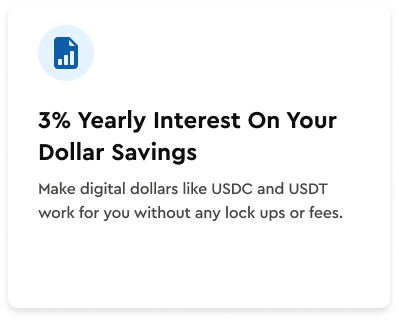 3% Yearly Interest On Your
Dollar Savings
Make digital dollars like USDC and USDT
work for you without any lock ups or fees.